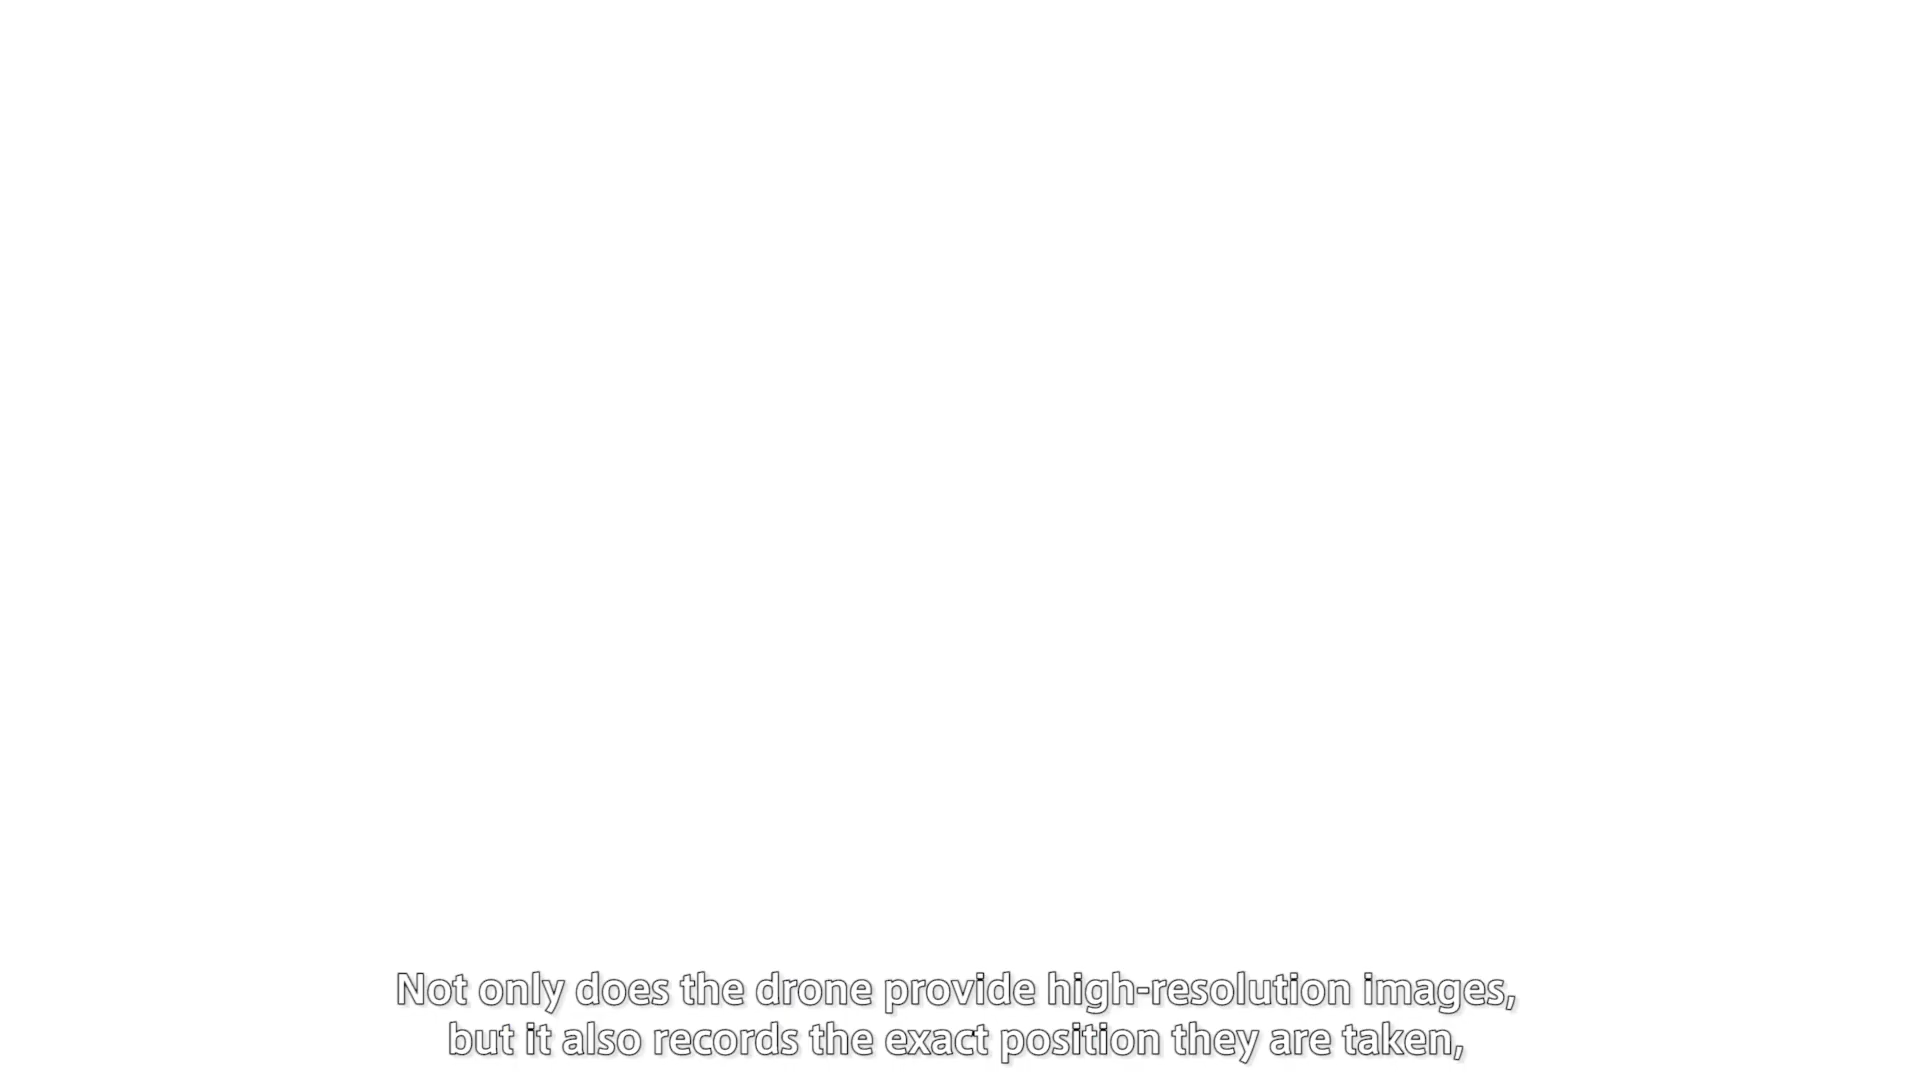 Not only does the drone provide high-resolution images,
but it also records the exact position they are taken,